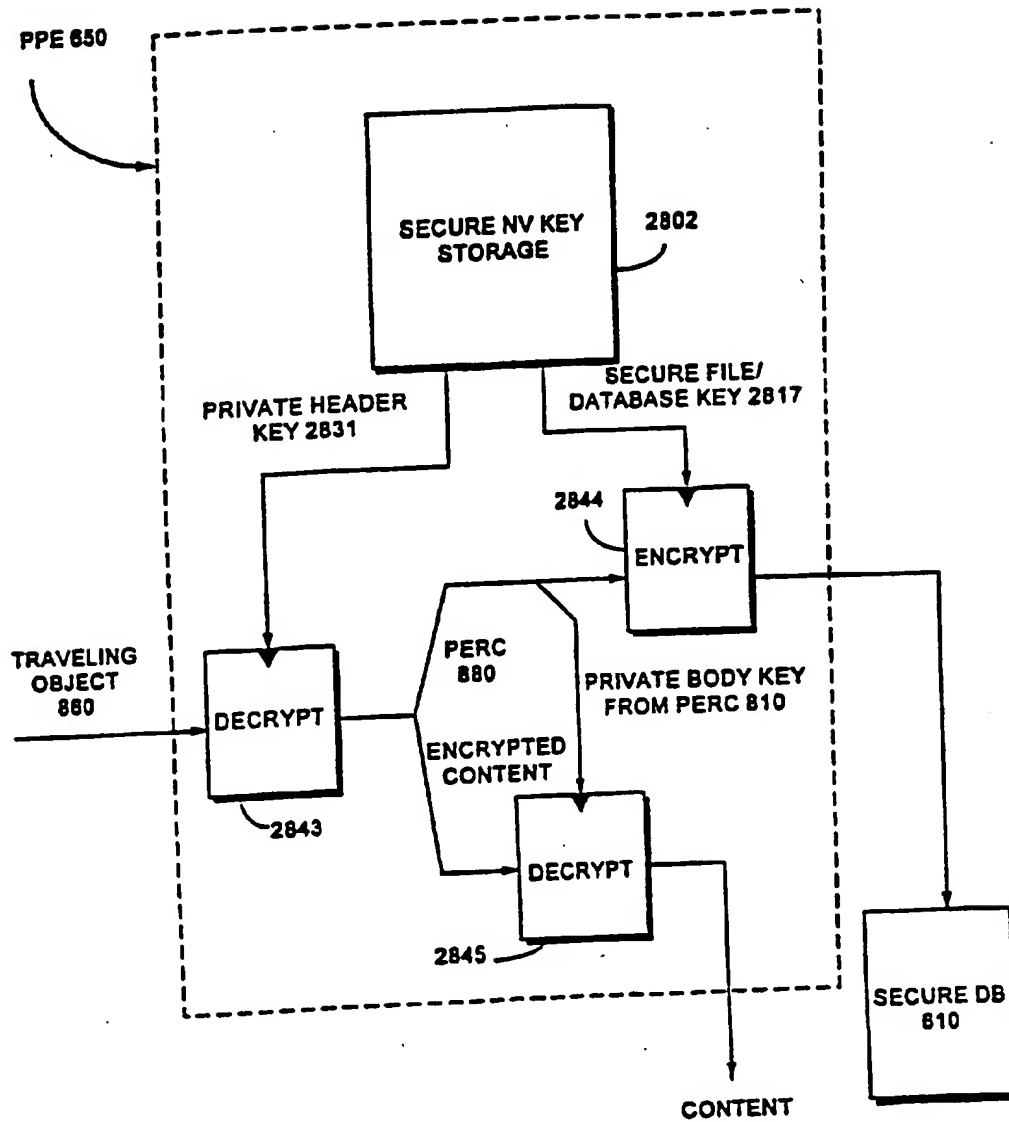 PPE 650
SECURE NV KEY
STORAGE
2802
PRIVATE HEADER
KEY 2831
SECURE FILE/
DATABASE KEY 2817
2844
ENCRYPT
TRAVELING
OBJECT
860
DECRYPT
2843
PERC
880
PRIVATE BODY KEY
FROM PERC 810
ENCRYPTED
CONTENT
DECRYPT
2845
SECURE DB
610
CONTENT